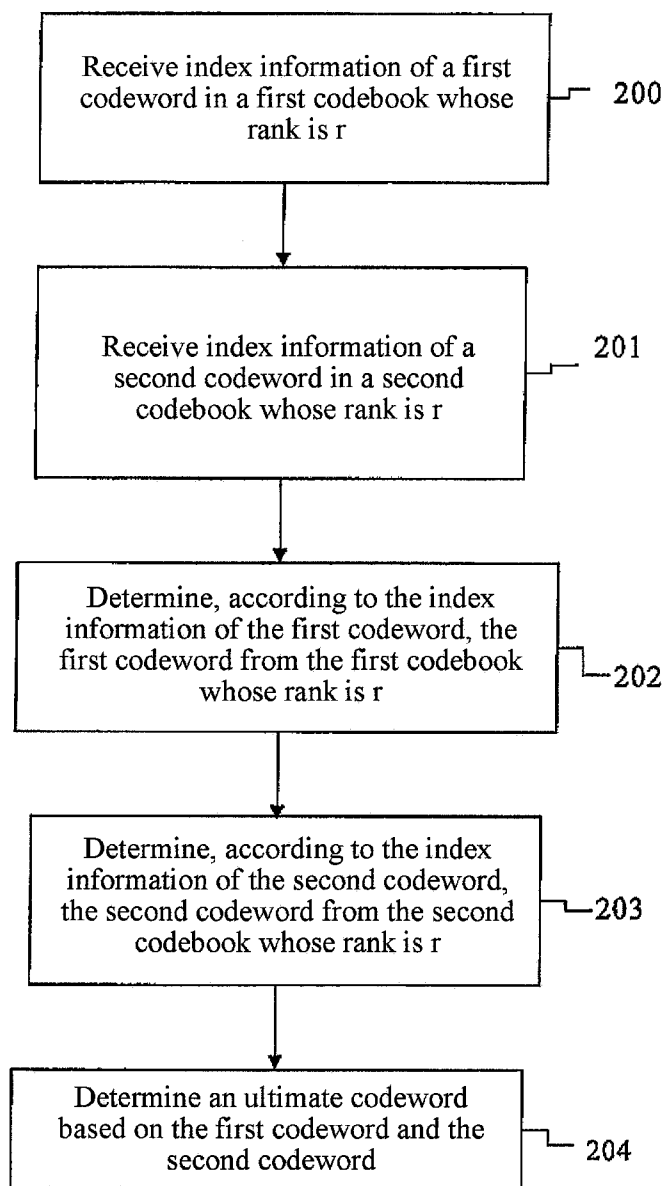 Receive index information of a first
codeword in a first codebook whose
rank is r
200
Receive index information of a
second codeword in a second
codebook whose rank is r
201
Determine, according to the index
information of the first codeword, the
first codeword from the first codebook
whose rank is r
202
Determine, according to the index
information of the second codeword,
the second codeword from the second
codebook whose rank is r
203
Determine an ultimate codeword
based on the first codeword and the
second codeword
204